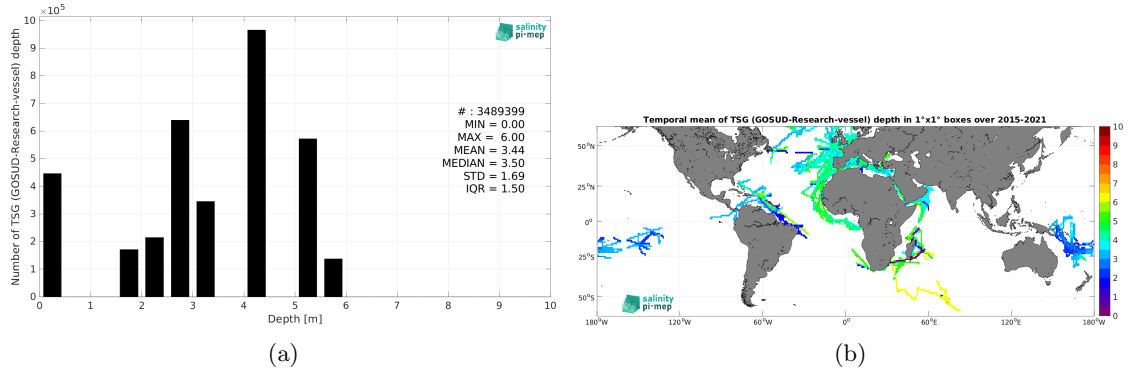 ×10⁵
10
9
8
7
6
5
4
3
2
1
0
Number of TSG (GOSUD-Research-vessel) depth
salinity
pi-mep
# : 3489399
MIN = 0.00
MAX = 6.00
MEAN = 3.44
MEDIAN = 3.50
STD = 1.69
IQR = 1.50
0 1 2 3 4 5 6 7 8 9 10
Depth [m]
(a)
Temporal mean of TSG (GOSUD-Research-vessel) depth in 1°x1° boxes over 2015-2021
50°N
25°N
0°
25°S
50°S
180°W 120°W 60°W 0° 60°E 120°E 180°W
salinity
pi-mep
10
9
8
7
6
5
4
3
2
1
0
(b)